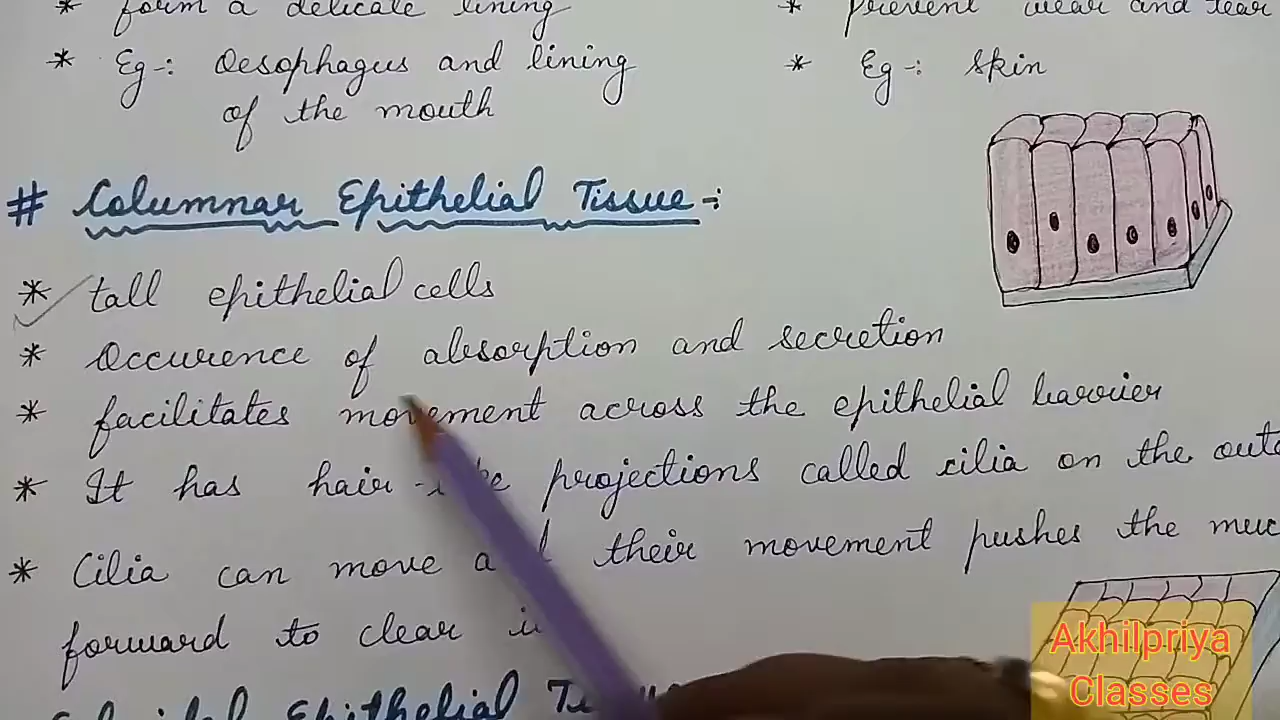 * form a delicate lining
* prevent wear and tear
* Eg-: Oesophagus and lining
of the mouth
* Eg-: Skin
# Columnar Epithelial Tissue-:
* tall epithelial cells
* Occurence of absorption and secretion
* facilitates movement across the epithelial barrier
* It has hair-like projections called cilia on the
* Cilia can move their movement pushes the
forward to clear
Epithelial
Akhilpriya
Classes